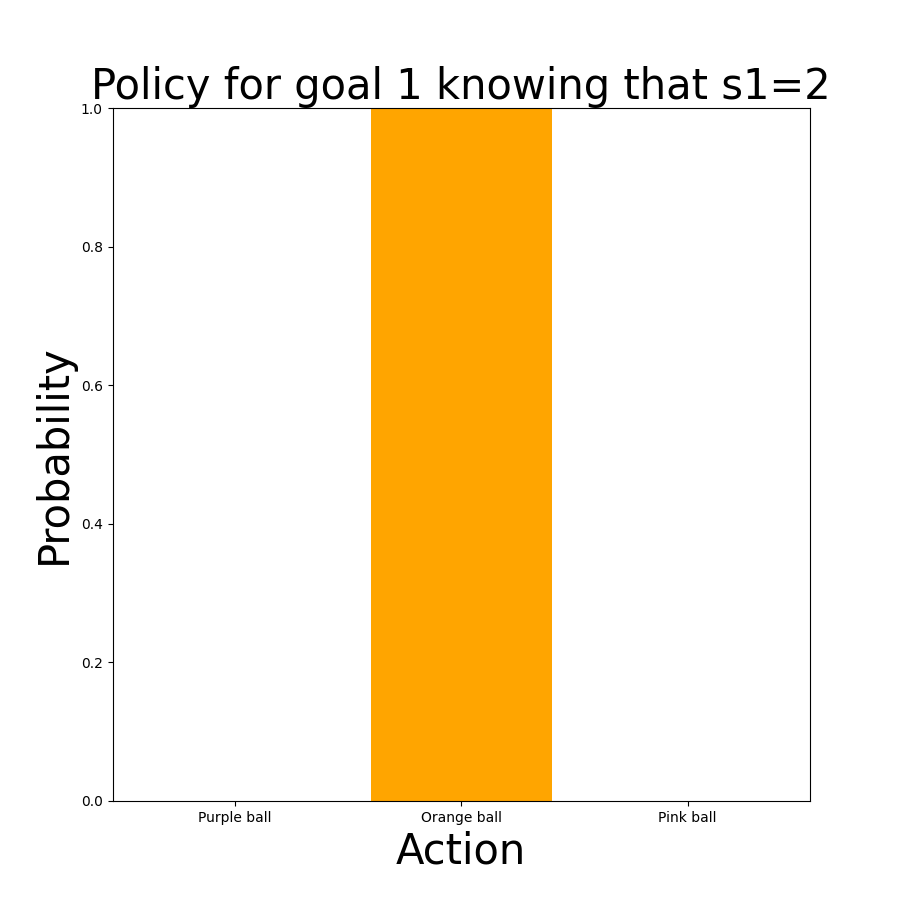 Policy for goal 1 knowing that s1=2
1.0
0.8
0.6
0.4
0.2
0.0
Probability
Purple ball
Orange ball
Pink ball
Action